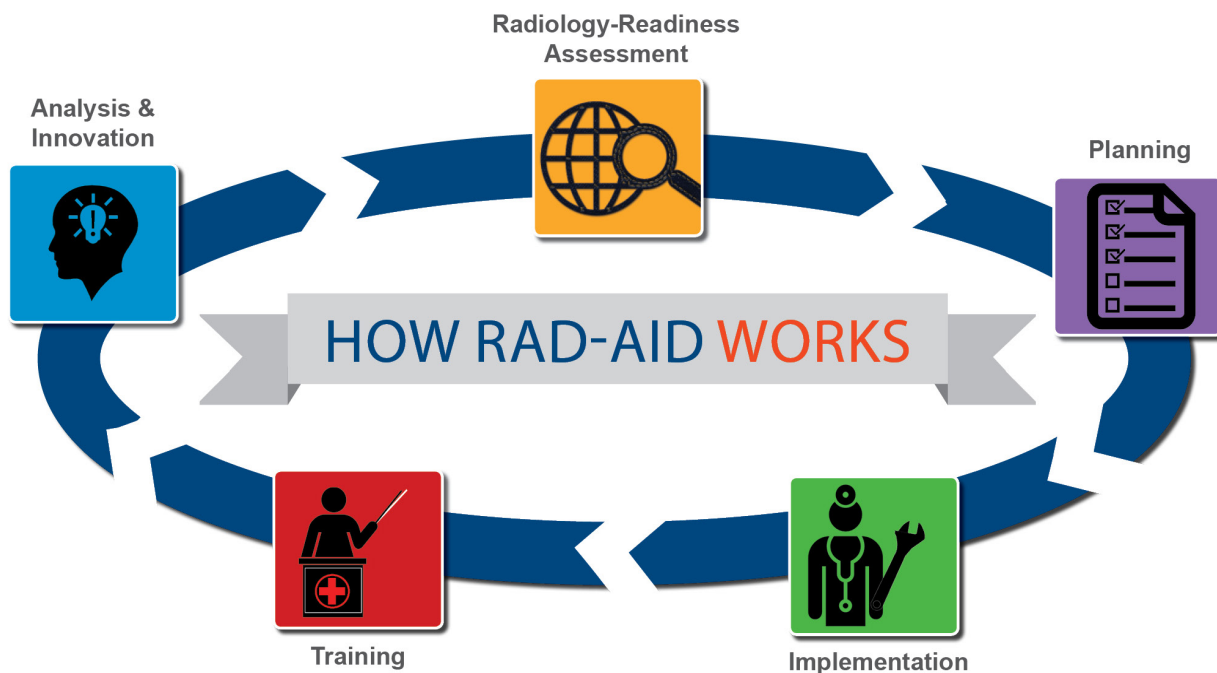 Radiology-Readiness
Assessment
Analysis &
Innovation
Planning
HOW RAD-AID WORKS
Training
Implementation